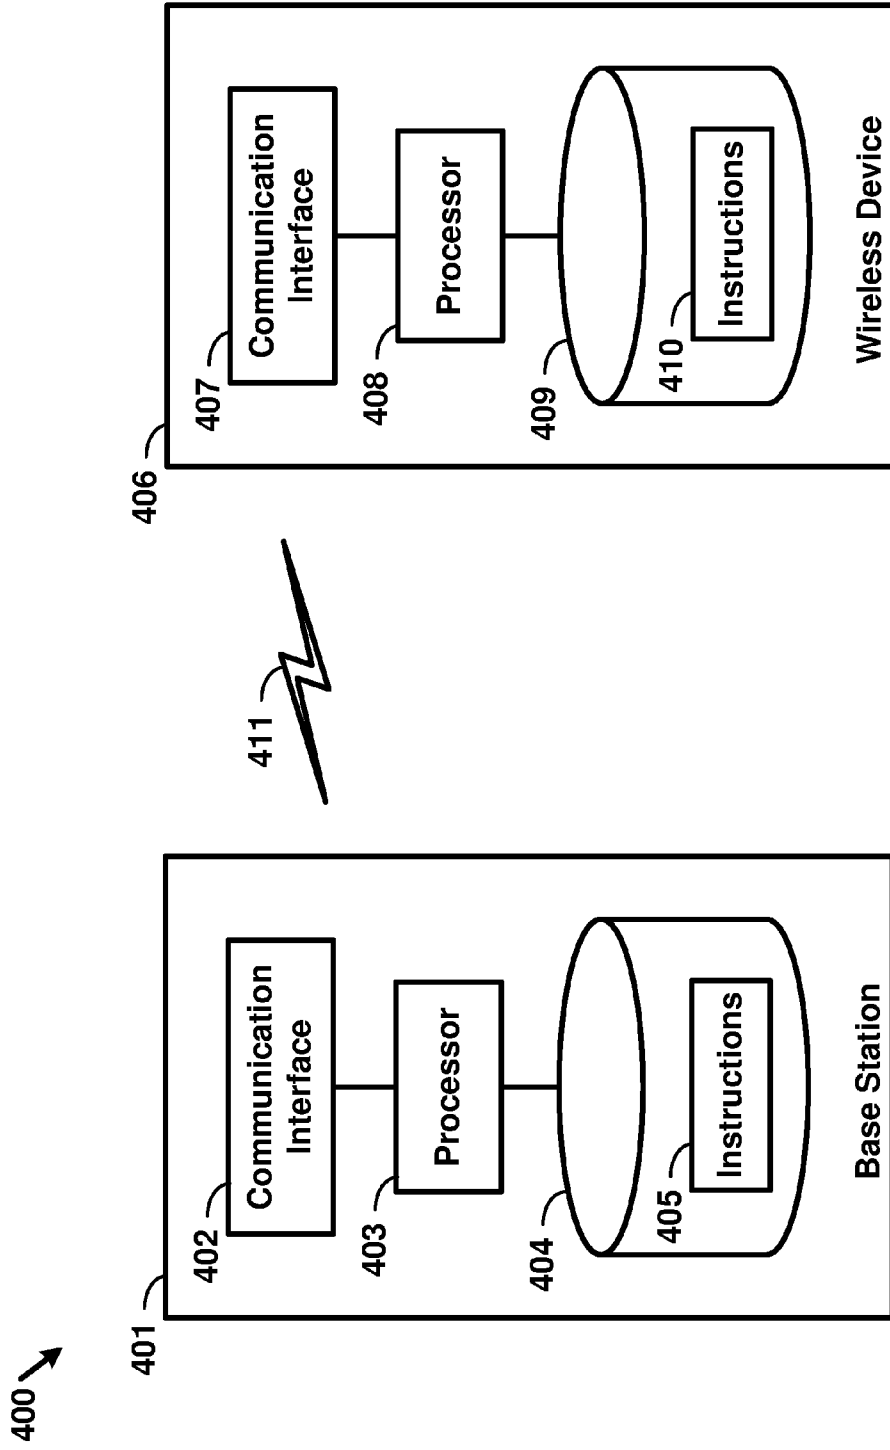 400
401
402
Communication
Interface
403
Processor
404
405
Instructions
Base Station
411
406
407
Communication
Interface
408
Processor
409
410
Instructions
Wireless Device